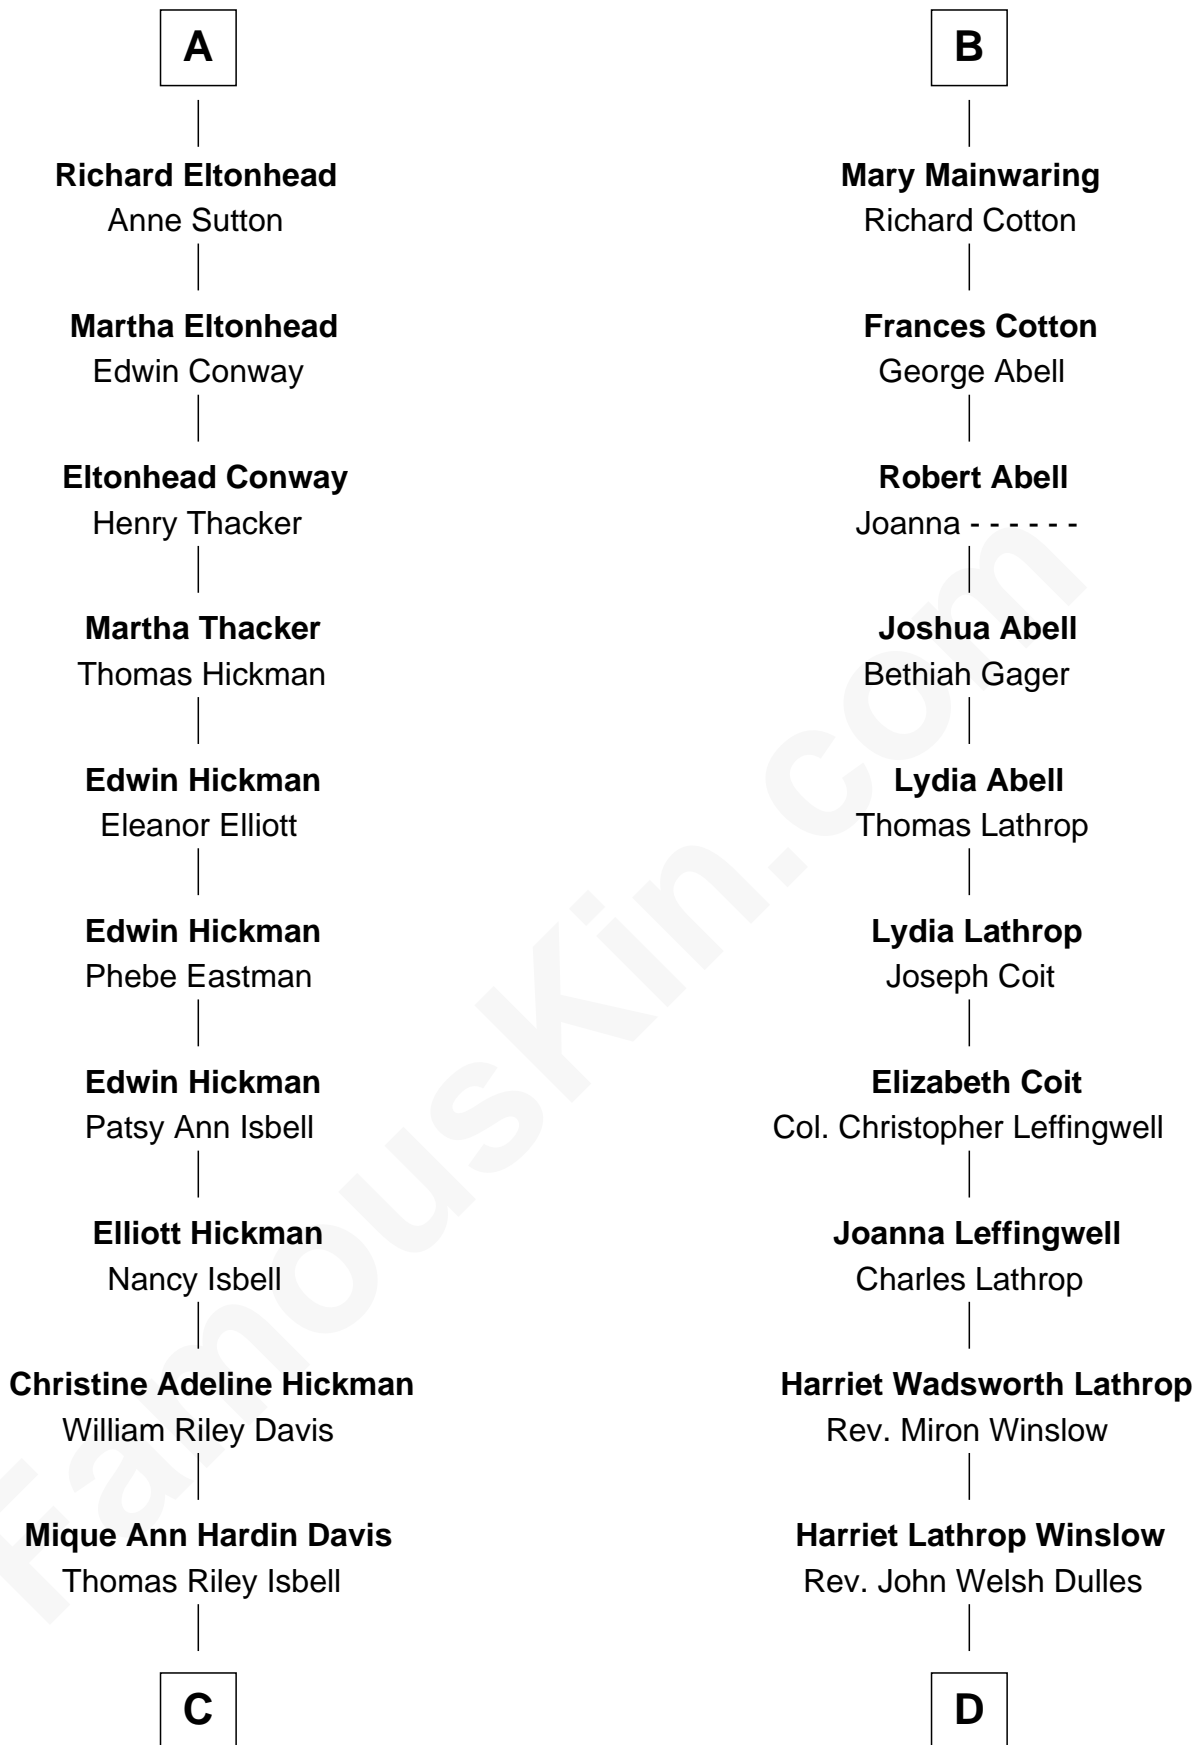 A
Richard Eltonhead
Anne Sutton
Martha Eltonhead
Edwin Conway
Eltonhead Conway
Henry Thacker
Martha Thacker
Thomas Hickman
Edwin Hickman
Eleanor Elliott
Edwin Hickman
Phebe Eastman
Edwin Hickman
Patsy Ann Isbell
Elliott Hickman
Nancy Isbell
Christine Adeline Hickman
William Riley Davis
Mique Ann Hardin Davis
Thomas Riley Isbell
C
B
Mary Mainwaring
Richard Cotton
Frances Cotton
George Abell
Robert Abell
Joanna - - - - - -
Joshua Abell
Bethiah Gager
Lydia Abell
Thomas Lathrop
Lydia Lathrop
Joseph Coit
Elizabeth Coit
Col. Christopher Leffingwell
Joanna Leffingwell
Charles Lathrop
Harriet Wadsworth Lathrop
Rev. Miron Winslow
Harriet Lathrop Winslow
Rev. John Welsh Dulles
D
FamousKin.com